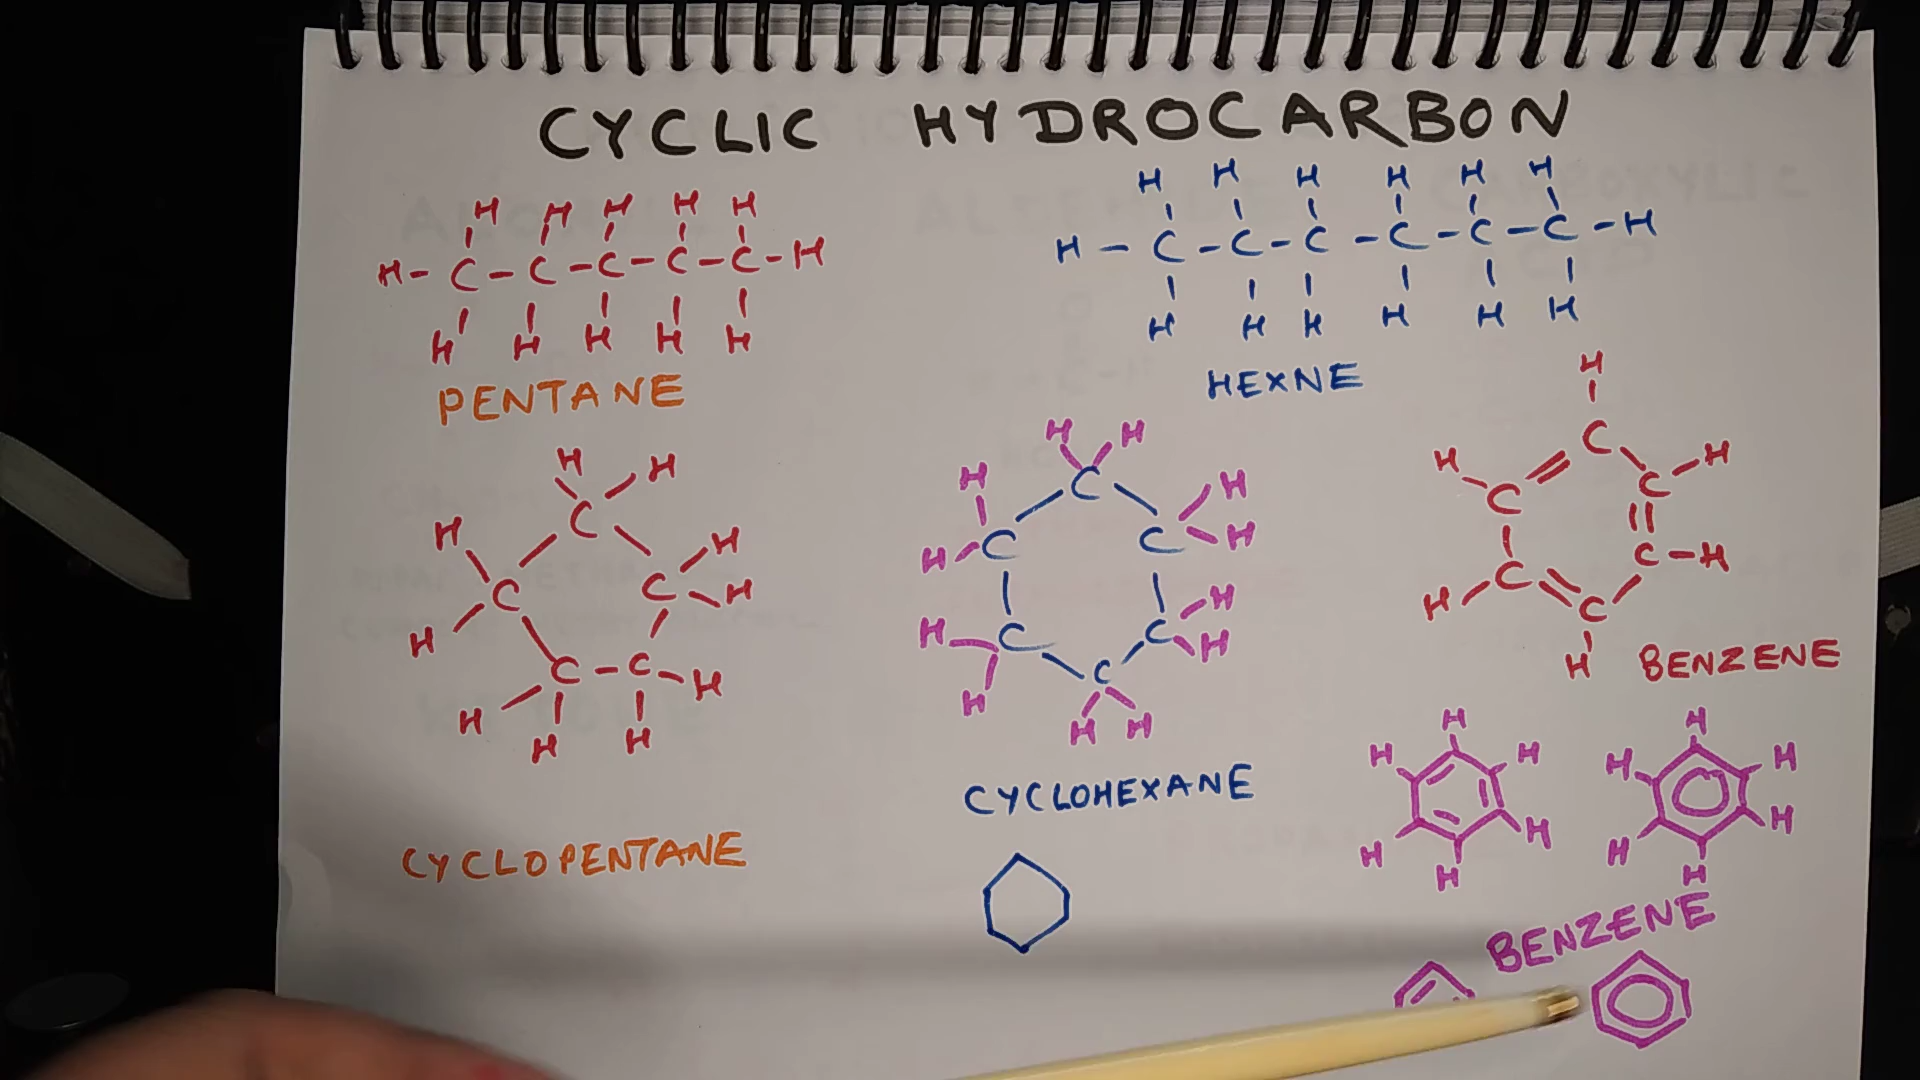 CYCLIC HYDROCARBON
H H H H H
H - C - C - C - C - C - H
H H H H H
PENTANE
H H H H H H
H - C - C - C - C - C - C - H
H H H H H H
HEXNE
H H
C
H H
C C
H H
C - C
H H
H H
CYCLOPENTANE
H H
C
H H
H C C H
H H
C C
H H
C
H H
CYCLOHEXANE
H
C
H C H
C
C C - H
H C
H
BENZENE
H
H H
H H
H
H
H H
H H
H
BENZENE